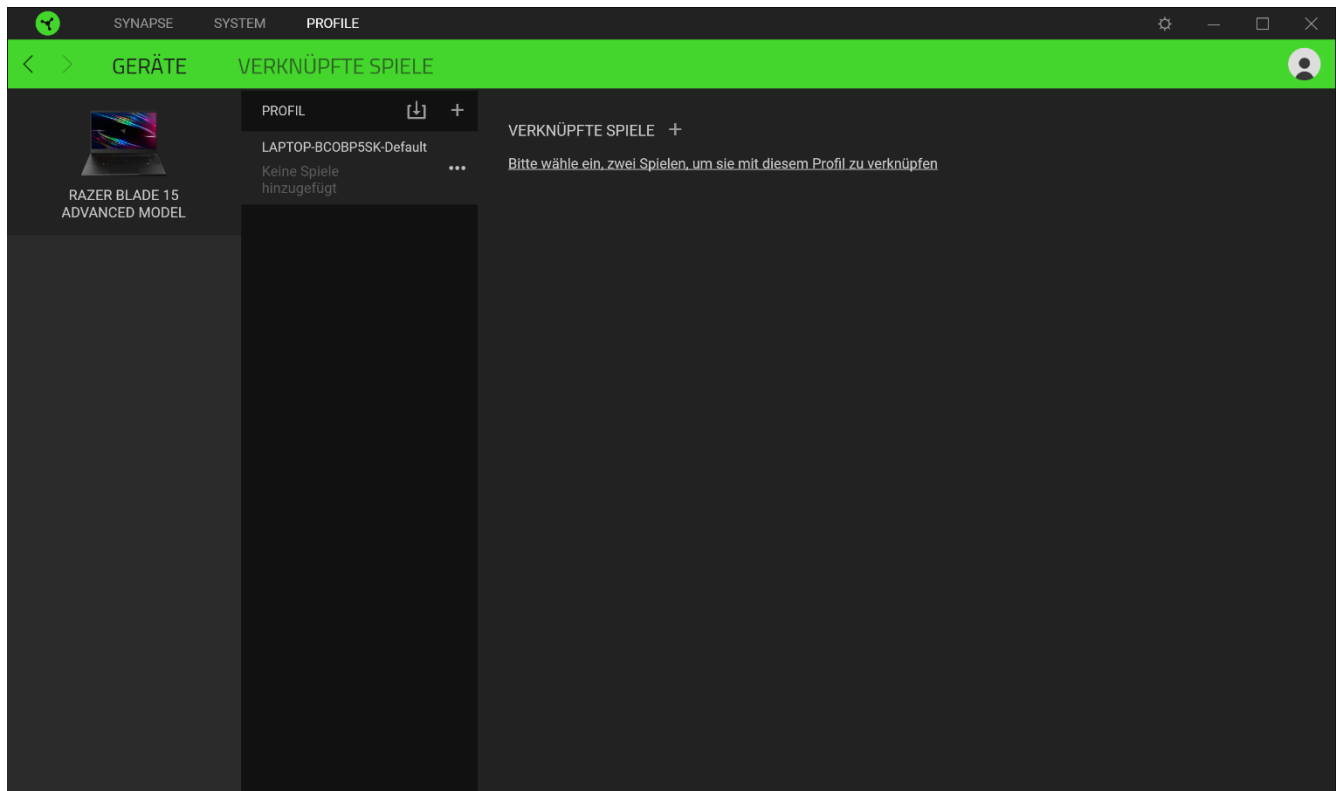 SYNAPSE SYSTEM PROFILE
GERÄTE VERKNÜPFTE SPIELE
RAZER BLADE 15
ADVANCED MODEL
PROFIL
LAPTOP-BCOBP5SK-Default
Keine Spiele
hinzugefügt
VERKNÜPFTE SPIELE
Bitte wähle ein, zwei Spielen, um sie mit diesem Profil zu verknüpfen